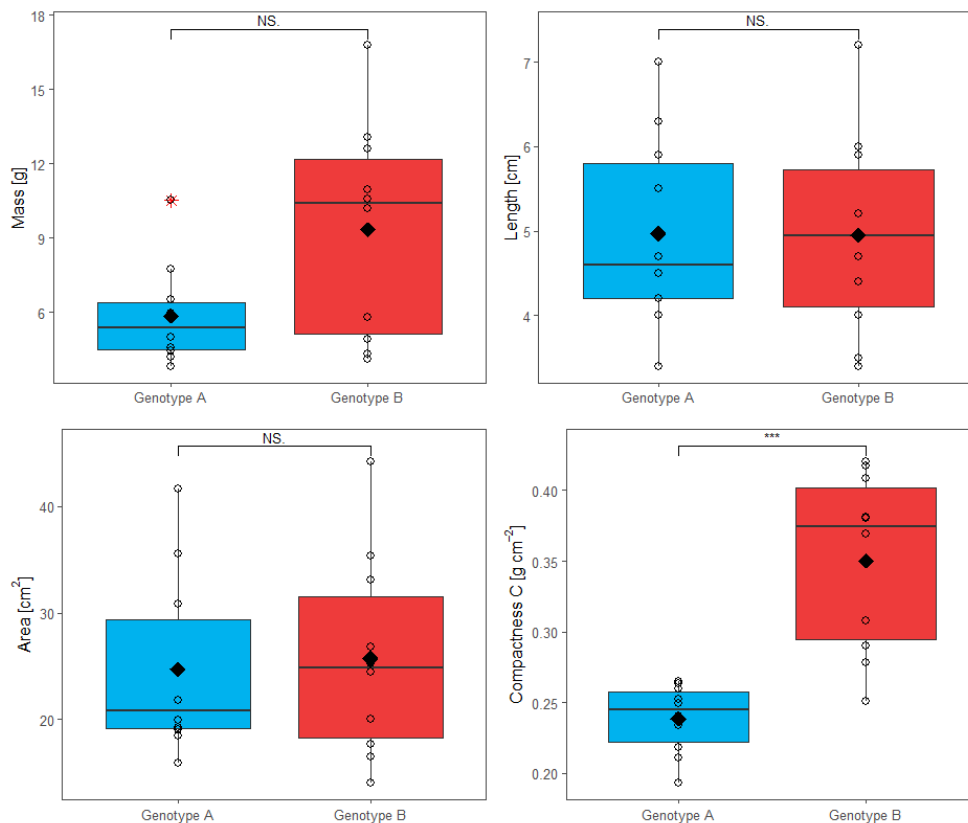 NS.
18
15
12
9
6
Mass [g]
Genotype A
Genotype B
NS.
7
6
5
4
Length [cm]
Genotype A
Genotype B
NS.
40
30
20
Area [cm²]
Genotype A
Genotype B
***
0.40
0.35
0.30
0.25
0.20
Compactness C [g cm⁻²]
Genotype A
Genotype B